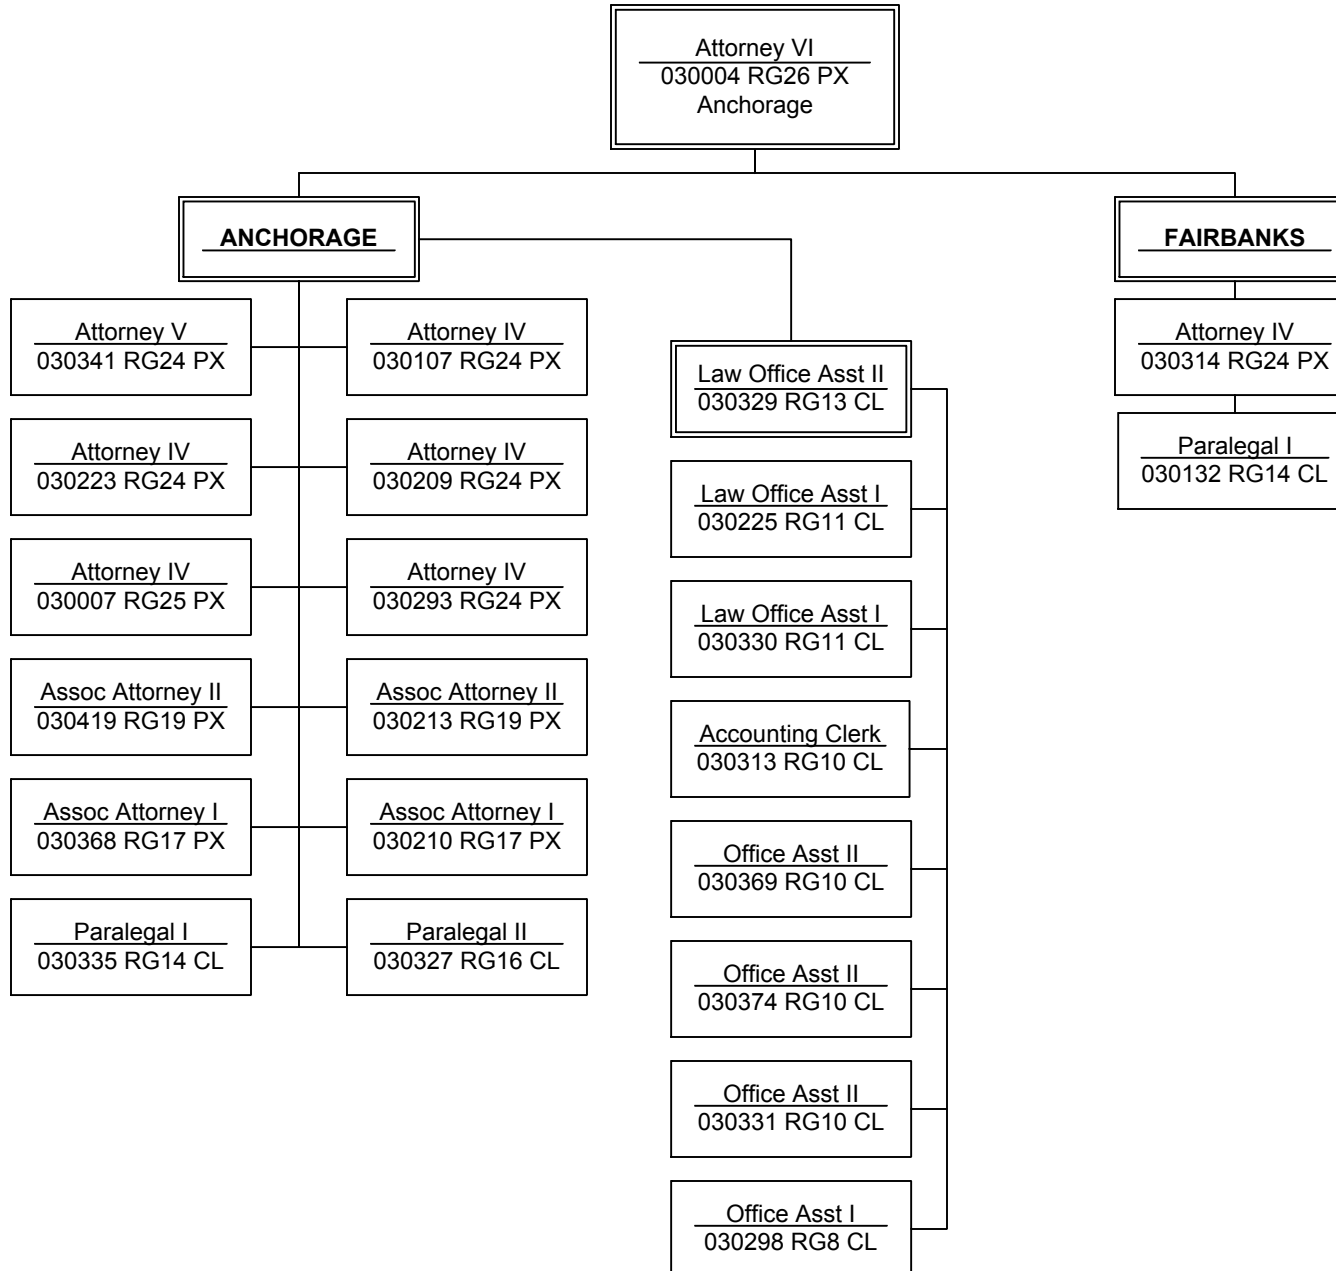 Attorney VI
030004 RG26 PX
Anchorage
ANCHORAGE
FAIRBANKS
Attorney V
030341 RG24 PX
Attorney IV
030107 RG24 PX
Attorney IV
030223 RG24 PX
Attorney IV
030209 RG24 PX
Attorney IV
030007 RG25 PX
Attorney IV
030293 RG24 PX
Assoc Attorney II
030419 RG19 PX
Assoc Attorney II
030213 RG19 PX
Assoc Attorney I
030368 RG17 PX
Assoc Attorney I
030210 RG17 PX
Paralegal I
030335 RG14 CL
Paralegal II
030327 RG16 CL
Law Office Asst II
030329 RG13 CL
Law Office Asst I
030225 RG11 CL
Law Office Asst I
030330 RG11 CL
Accounting Clerk
030313 RG10 CL
Office Asst II
030369 RG10 CL
Office Asst II
030374 RG10 CL
Office Asst II
030331 RG10 CL
Office Asst I
030298 RG8 CL
Attorney IV
030314 RG24 PX
Paralegal I
030132 RG14 CL